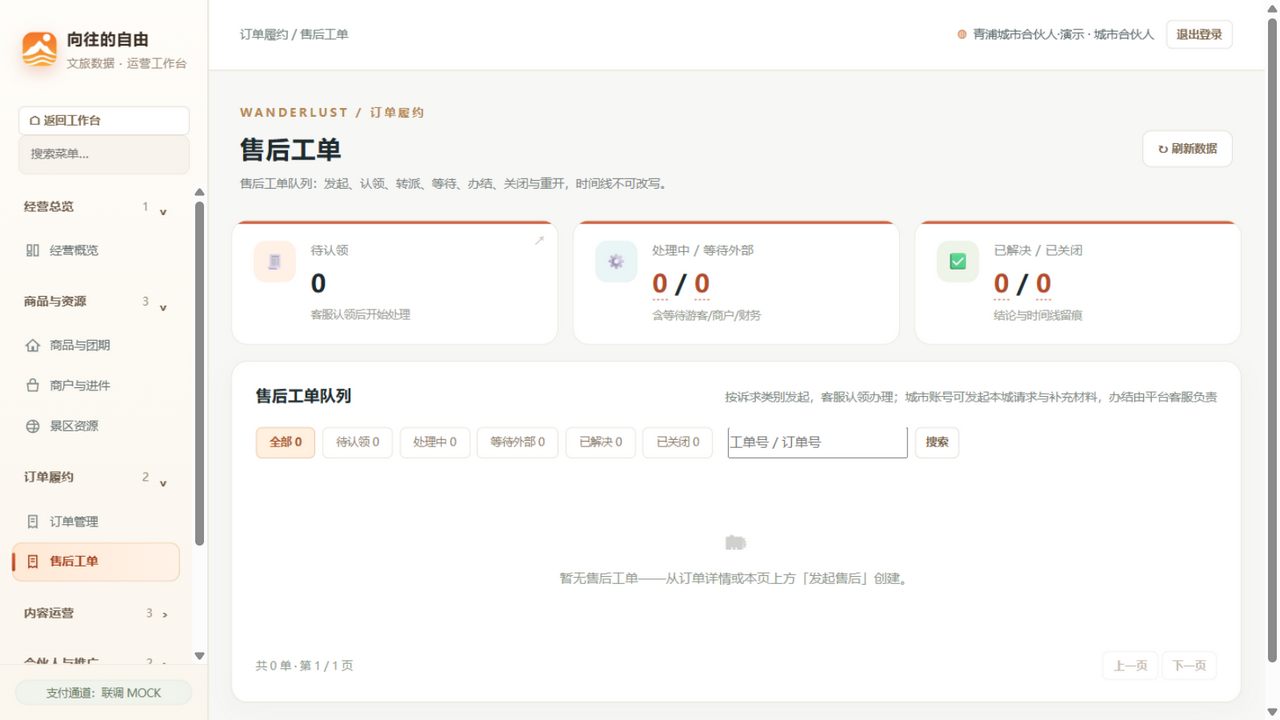 向往的自由
文旅数据 · 运营工作台
返回工作台
搜索菜单...
经营总览 1
经营概览
商品与资源 3
商品与团期
商户与进件
景区资源
订单履约 2
订单管理
售后工单
内容运营 3
合伙人与推广 2
支付通道：联调 MOCK
订单履约 / 售后工单
青浦城市合伙人·演示 · 城市合伙人
退出登录
WANDERLUST / 订单履约
售后工单
↻ 刷新数据
售后工单队列：发起、认领、转派、等待、办结、关闭与重开，时间线不可改写。
待认领
0
客服认领后开始处理
处理中 / 等待外部
0 / 0
含等待游客/商户/财务
已解决 / 已关闭
0 / 0
结论与时间线留痕
售后工单队列
按诉求类别发起，客服认领办理；城市账号可发起本城请求与补充材料，办结由平台客服负责
全部 0
待认领 0
处理中 0
等待外部 0
已解决 0
已关闭 0
工单号 / 订单号
搜索
暂无售后工单——从订单详情或本页上方「发起售后」创建。
共 0 单 · 第 1 / 1 页
上一页
下一页